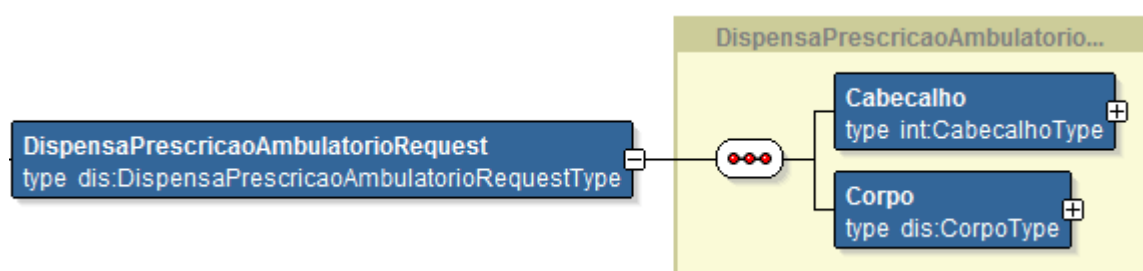 DispensaPrescricaoAmbulatorio...
Cabecalho
type int:CabecalhoType
DispensaPrescricaoAmbulatorioRequest
type dis:DispensaPrescricaoAmbulatorioRequestType
Corpo
type dis:CorpoType